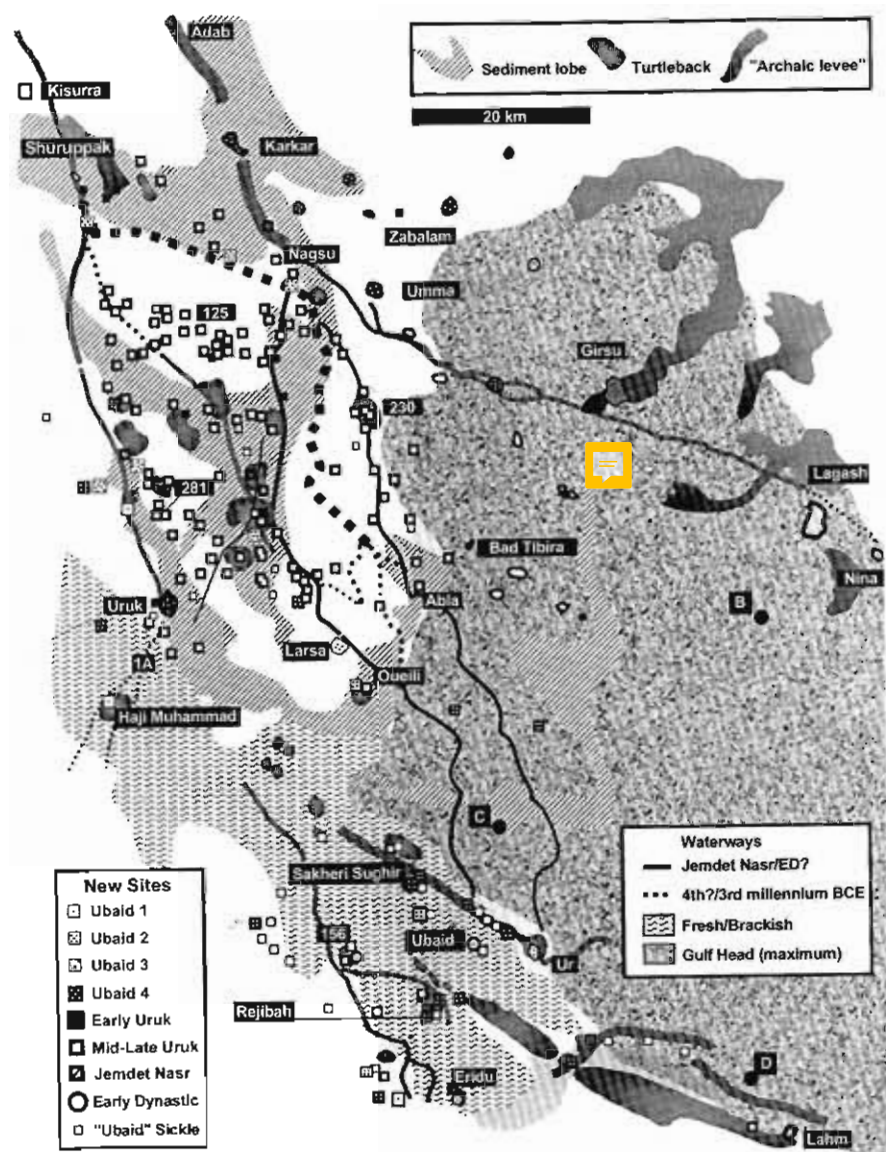 Adab
Sediment lobe
Turtleback
"Archaic levee"
Kisurra
20 km
Shuruppak
Karkar
Zabalam
Nagsu
Umma
125
Girsu
230
Lagash
281
Bad Tibira
Nina
Uruk
Abla
B
1A
Larsa
Oueili
Haji Muhammad
C
Waterways
Jemdet Nasr/ED?
4th?/3rd millennium BCE
Fresh/Brackish
Gulf Head (maximum)
Sakheri Sughir
New Sites
Ubaid 1
Ubaid 2
Ubaid 3
Ubaid 4
Early Uruk
Mid-Late Uruk
Jemdet Nasr
Early Dynastic
"Ubaid" Sickle
156
Ubaid
Ur
Rejibah
Eridu
D
Lahm